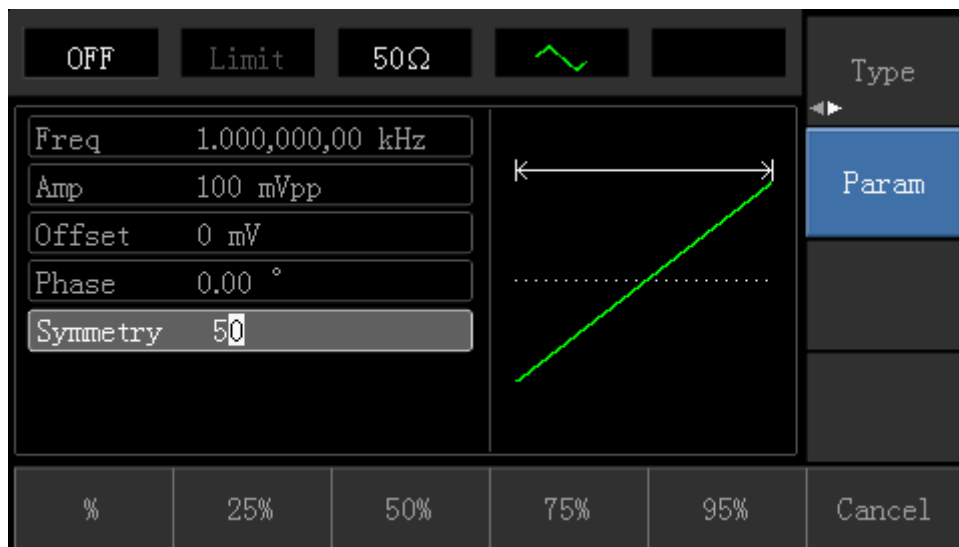 OFF Limit 50Ω
Type
Freq 1.000,000,00 kHz
Amp 100 mVpp
Param
Offset 0 mV
Phase 0.00 °
Symmetry 50
% 25% 50% 75% 95% Cancel